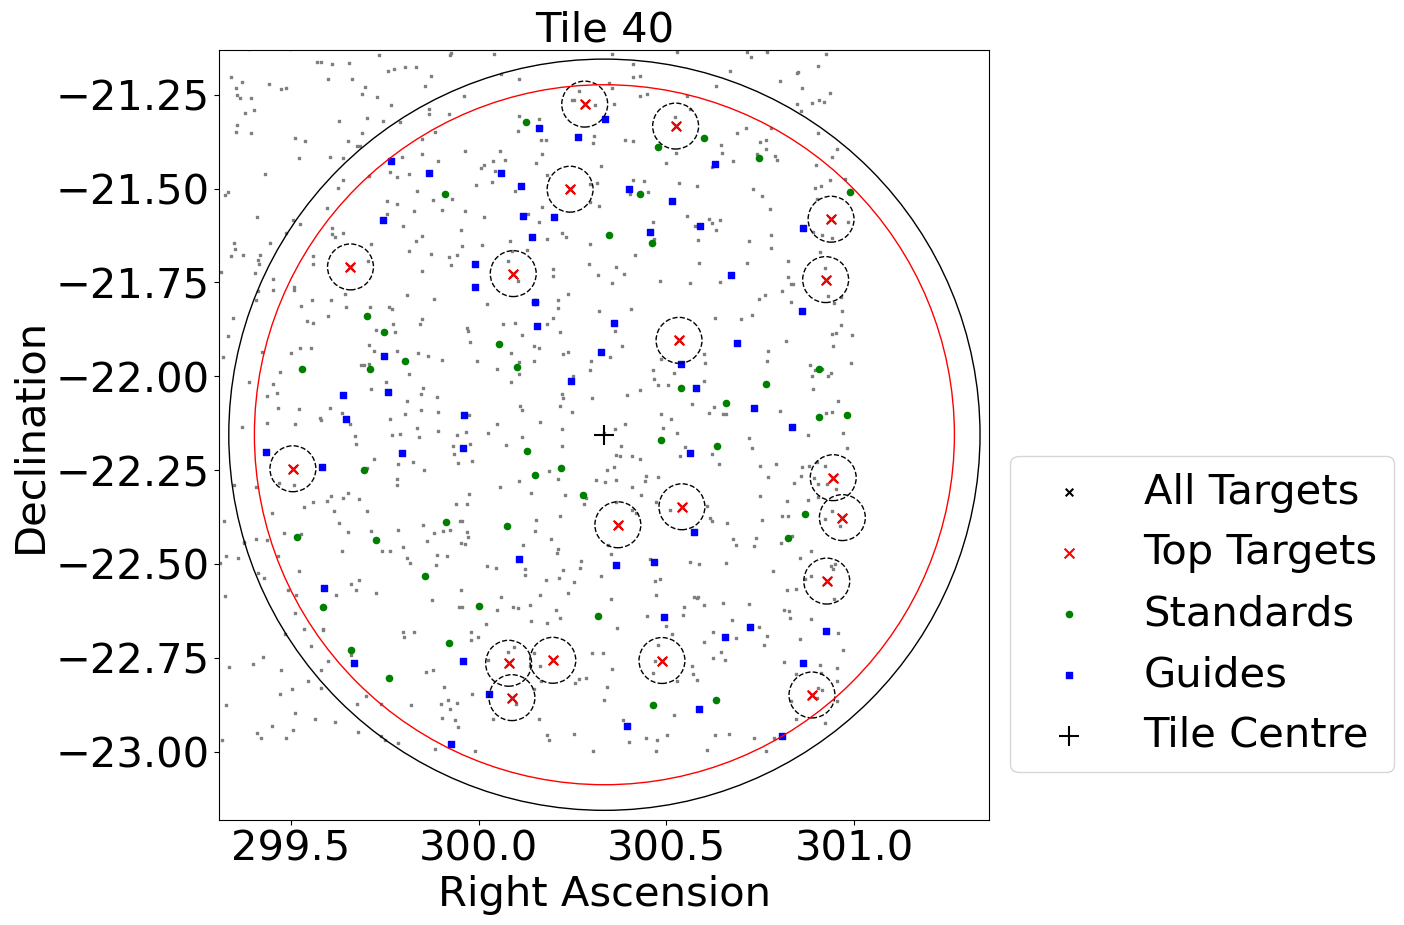 Tile 40
−21.25
−21.50
−21.75
−22.00
−22.25
−22.50
−22.75
−23.00
Declination
299.5 300.0 300.5 301.0
Right Ascension
All Targets
Top Targets
Standards
Guides
Tile Centre